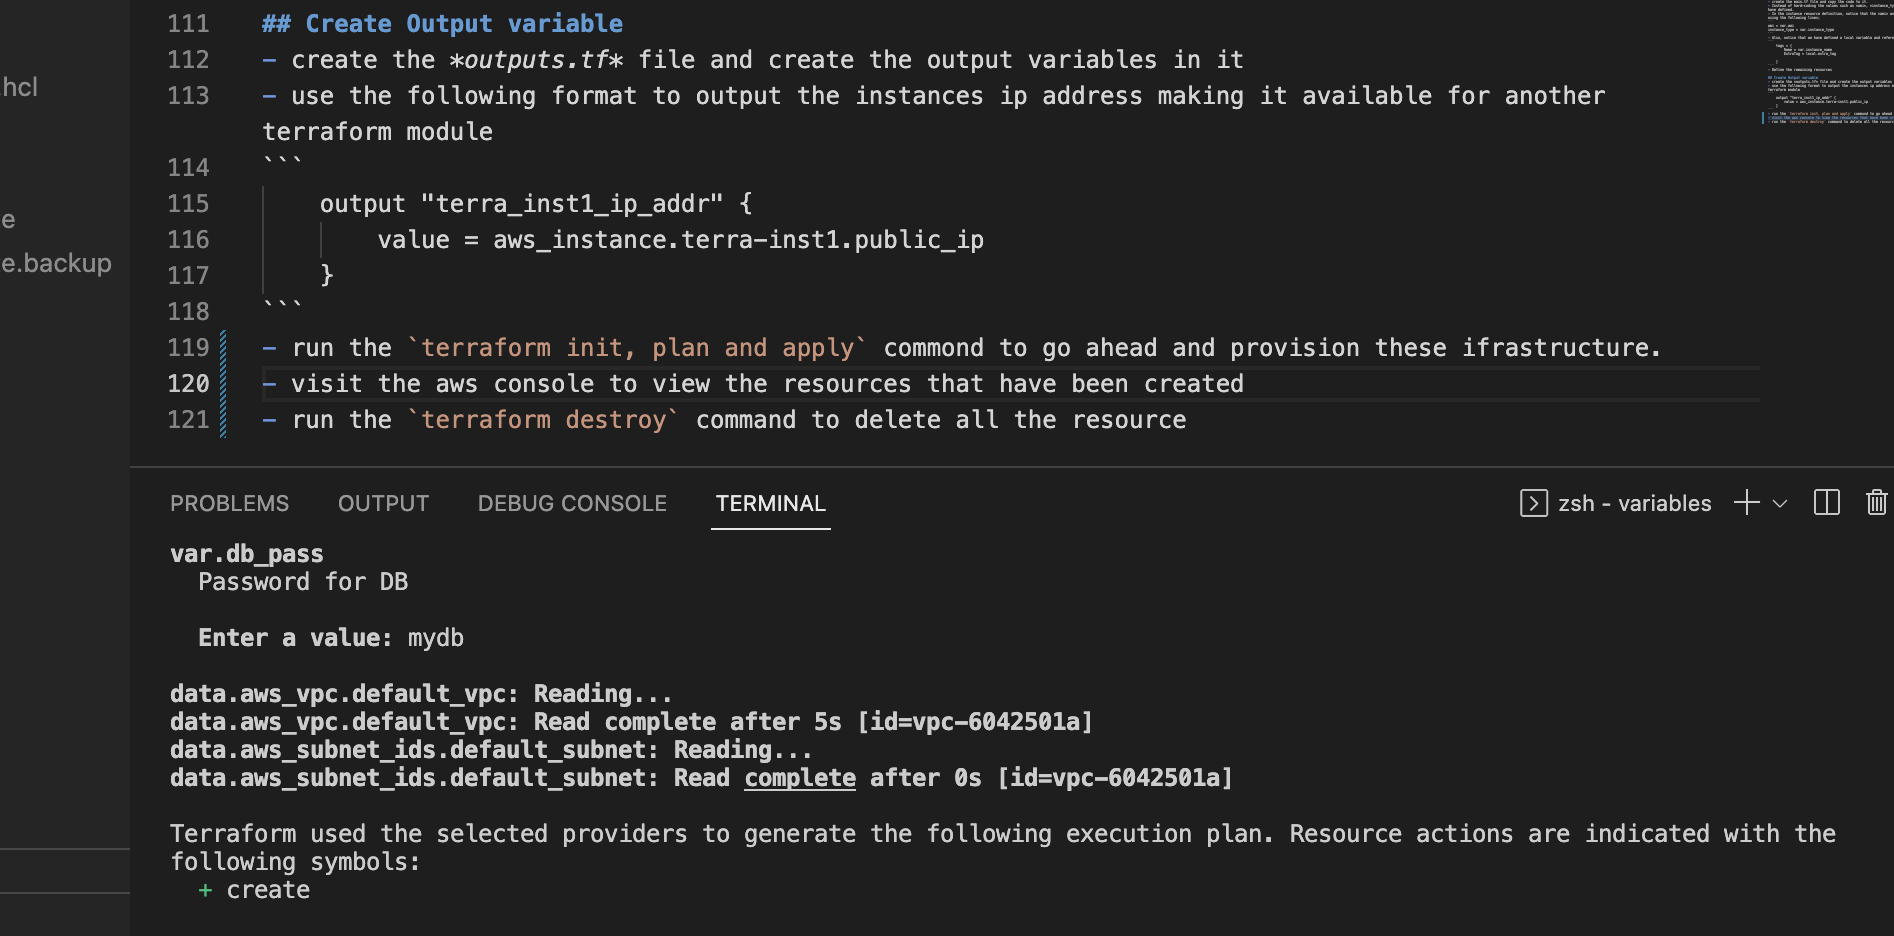 111 ## Create Output variable
112 - create the *outputs.tf* file and create the output variables in it
.hcl
113 - use the following format to output the instances ip address making it available for another
terraform module
114 ```
115 output "terra_inst1_ip_addr" {
e
116 value = aws_instance.terra-inst1.public_ip
e.backup
117 }
118 ```
119 - run the `terraform init, plan and apply` commond to go ahead and provision these ifrastructure.
120 - visit the aws console to view the resources that have been created
121 - run the `terraform destroy` command to delete all the resource
PROBLEMS OUTPUT DEBUG CONSOLE TERMINAL zsh - variables
var.db_pass
Password for DB
Enter a value: mydb
data.aws_vpc.default_vpc: Reading...
data.aws_vpc.default_vpc: Read complete after 5s [id=vpc-6042501a]
data.aws_subnet_ids.default_subnet: Reading...
data.aws_subnet_ids.default_subnet: Read complete after 0s [id=vpc-6042501a]
Terraform used the selected providers to generate the following execution plan. Resource actions are indicated with the
following symbols:
+ create